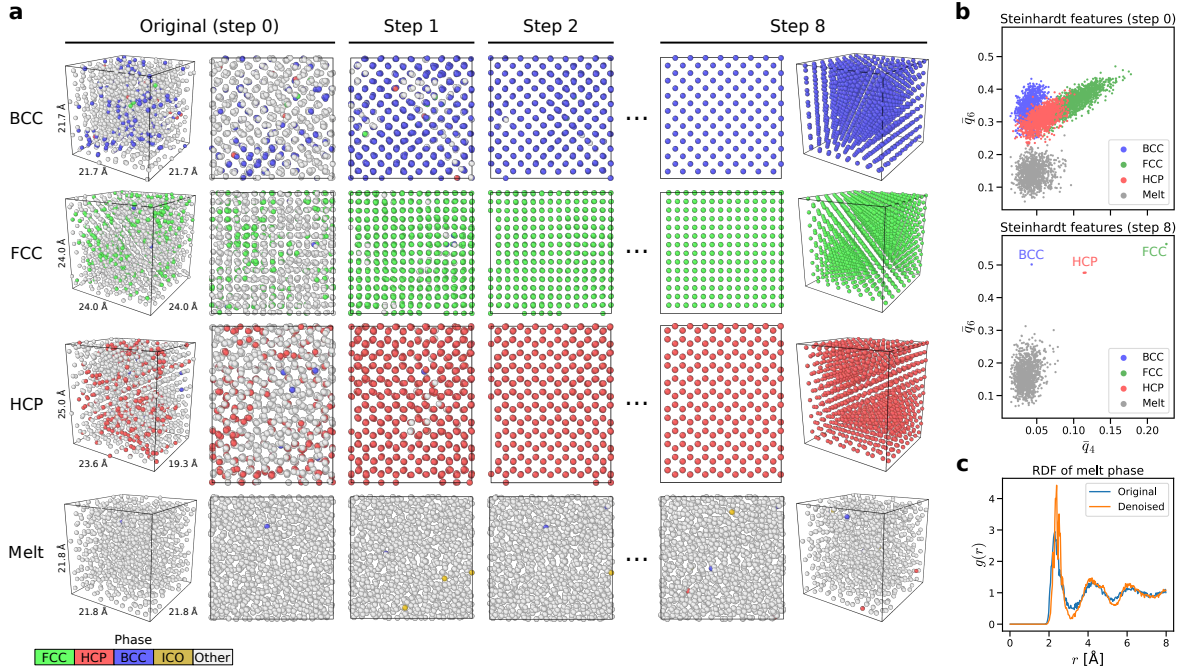 a
Original (step 0)
Step 1
Step 2
Step 8
BCC
21.7 Å
21.7 Å
21.7 Å
...
FCC
24.0 Å
24.0 Å
24.0 Å
...
HCP
25.0 Å
23.6 Å
19.3 Å
...
Melt
21.8 Å
21.8 Å
21.8 Å
...
Phase
FCC HCP BCC ICO Other
b
Steinhardt features (step 0)
0.5
0.4
0.3
0.2
0.1
q̄₆
BCC
FCC
HCP
Melt
Steinhardt features (step 8)
BCC
HCP
FCC
0.5
0.4
0.3
0.2
0.1
q̄₆
BCC
FCC
HCP
Melt
0.05 0.10 0.15 0.20
q̄₄
c
RDF of melt phase
Original
Denoised
4
3
2
1
0
g(r)
0 2 4 6 8
r [Å]